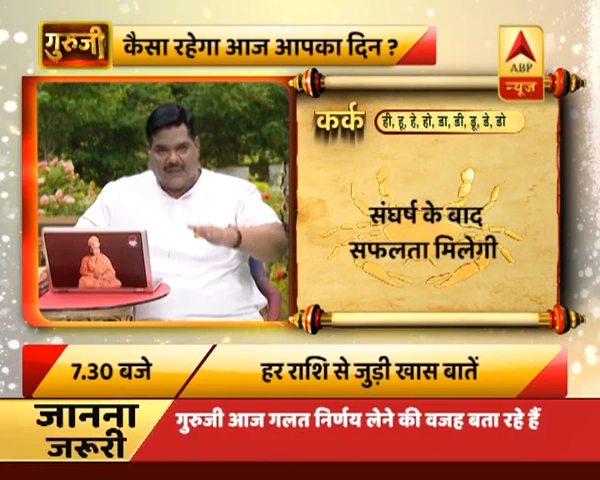 गुरुजी
कैसा रहेगा आज आपका दिन ?
ABP
न्यूज़
कर्क
ही, हू, हे, हो, डा, डी, डू, डे, डो
संघर्ष के बाद
सफलता मिलेगी
7.30 बजे
हर राशि से जुड़ी खास बातें
जानना
जरूरी
गुरुजी आज गलत निर्णय लेने की वजह बता रहे हैं